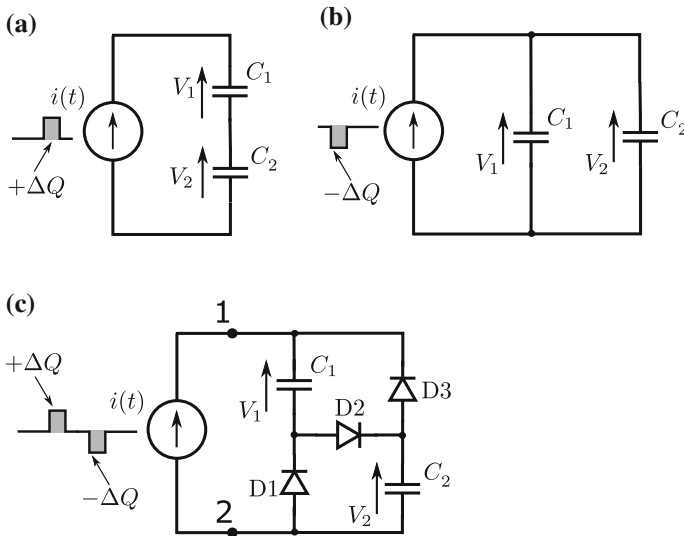 (a)
i(t)
+ΔQ
V₁
C₁
V₂
C₂
(b)
i(t)
−ΔQ
V₁
C₁
V₂
C₂
(c)
1
+ΔQ
i(t)
−ΔQ
V₁
C₁
D3
D2
D1
V₂
C₂
2